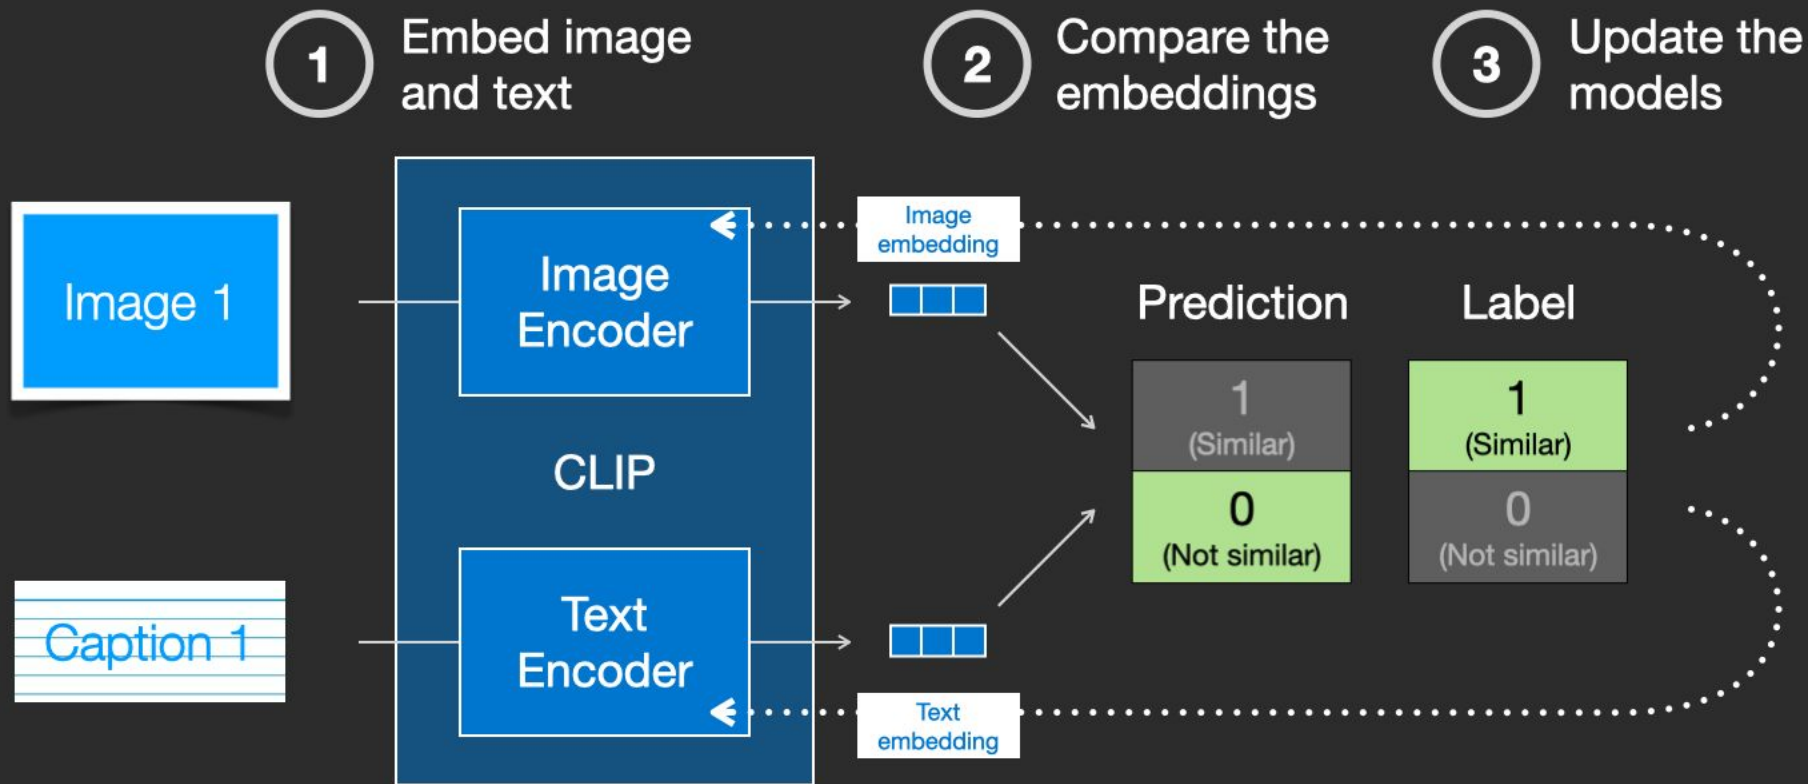 1
Embed image
and text
2
Compare the
embeddings
3
Update the
models
Image 1
Image
Encoder
Image
embedding
Prediction
Label
1
(Similar)
0
(Not similar)
1
(Similar)
0
(Not similar)
CLIP
Caption 1
Text
Encoder
Text
embedding